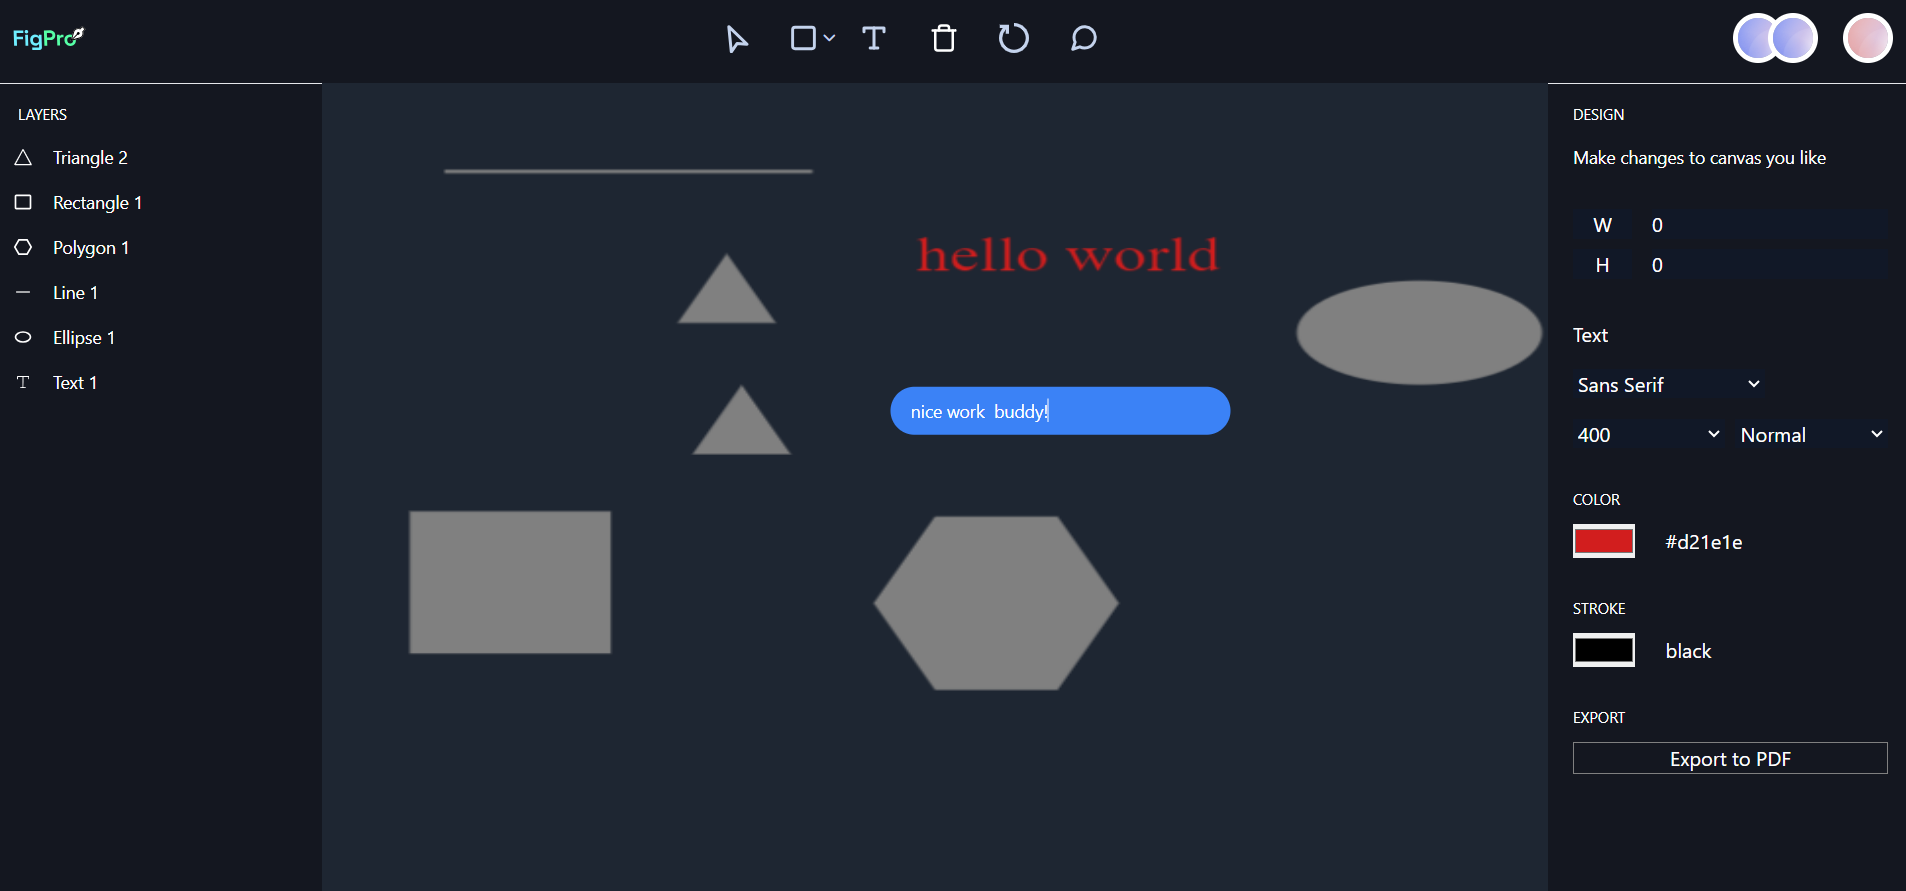 FigPro
LAYERS
Triangle 2
Rectangle 1
Polygon 1
Line 1
Ellipse 1
Text 1
hello world
nice work  buddy!
DESIGN
Make changes to canvas you like
W 0
H 0
Text
Sans Serif
400 Normal
COLOR
#d21e1e
STROKE
black
EXPORT
Export to PDF